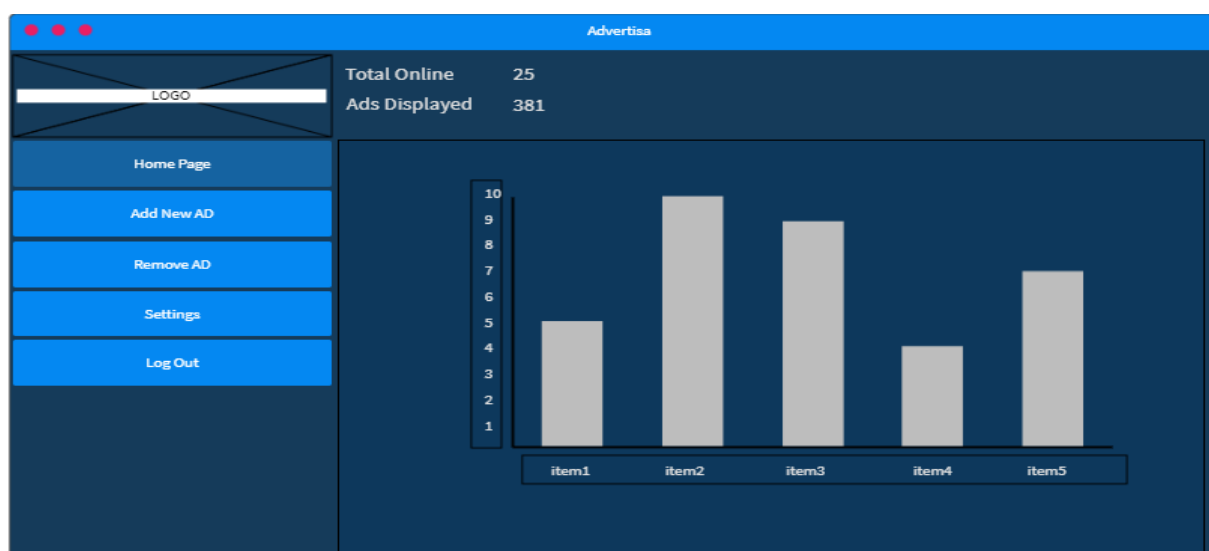 Advertisa
LOGO
Total Online 25
Ads Displayed 381
Home Page
Add New AD
Remove AD
Settings
Log Out
10
9
8
7
6
5
4
3
2
1
item1 item2 item3 item4 item5